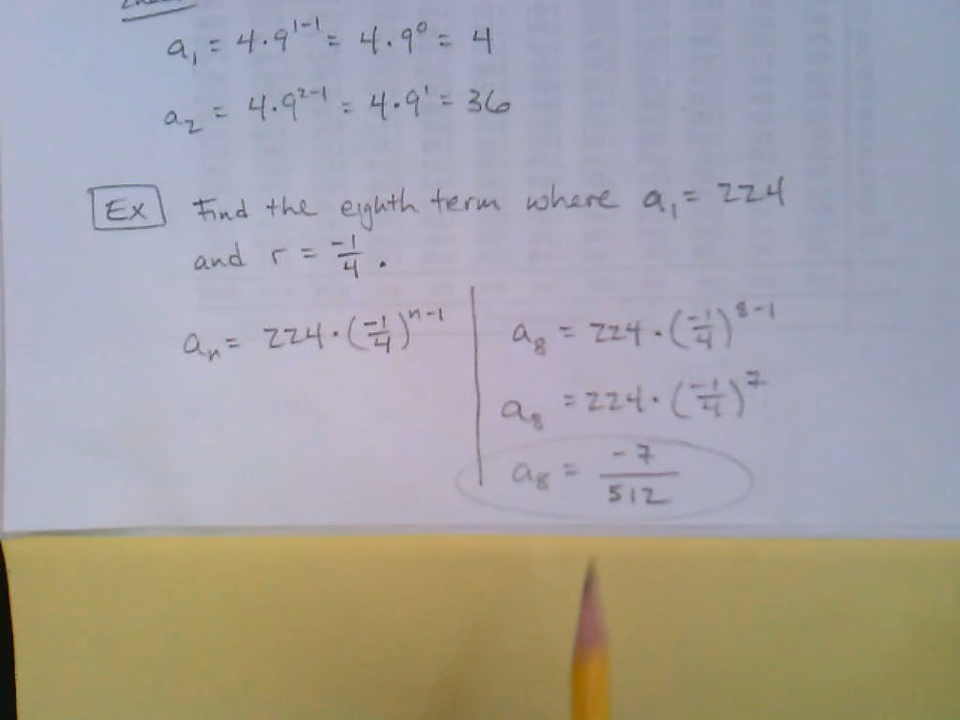 a₁ = 4·9¹⁻¹ = 4·9⁰ = 4
a₂ = 4·9²⁻¹ = 4·9¹ = 36
Ex Find the eighth term where a₁ = 224
and r = -1/4.
aₙ = 224·(-1/4)ⁿ⁻¹
a₈ = 224·(-1/4)⁸⁻¹
a₈ = 224·(-1/4)⁷
a₈ = -7/512